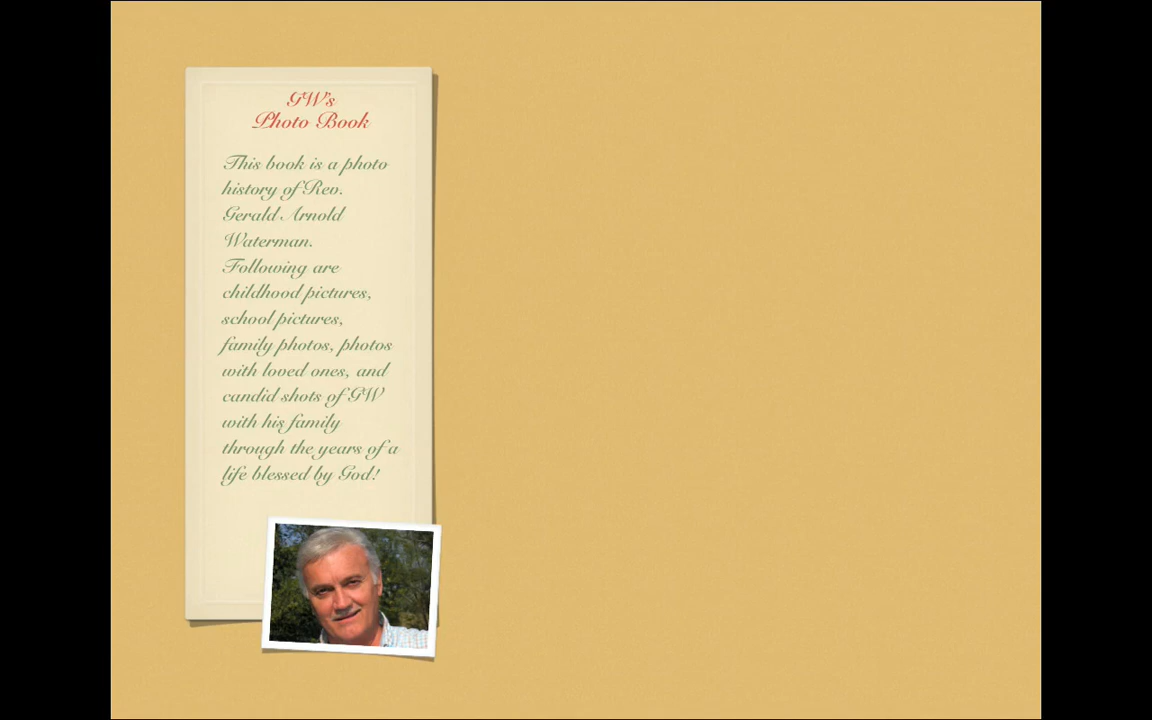 GW's
Photo Book
This book is a photo
history of Rev.
Gerald Arnold
Waterman.
Following are
childhood pictures,
school pictures,
family photos, photos
with loved ones, and
candid shots of GW
with his family
through the years of a
life blessed by God!